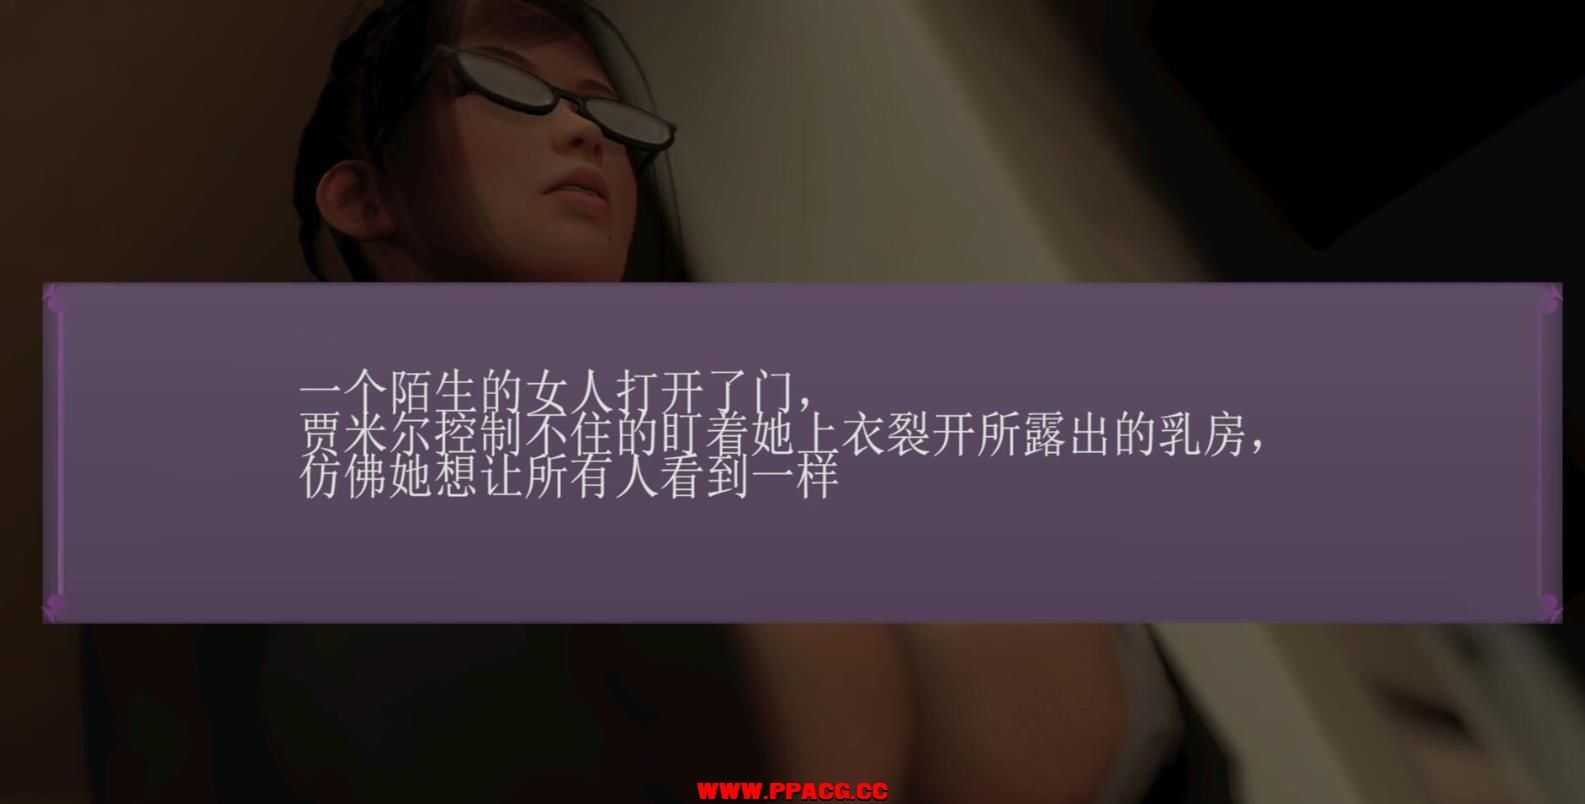 一个陌生的女人打开了门，
贾米尔控制不住的盯着她上衣裂开所露出的乳房，
仿佛她想让所有人看到一样
WWW.PPACG.CC